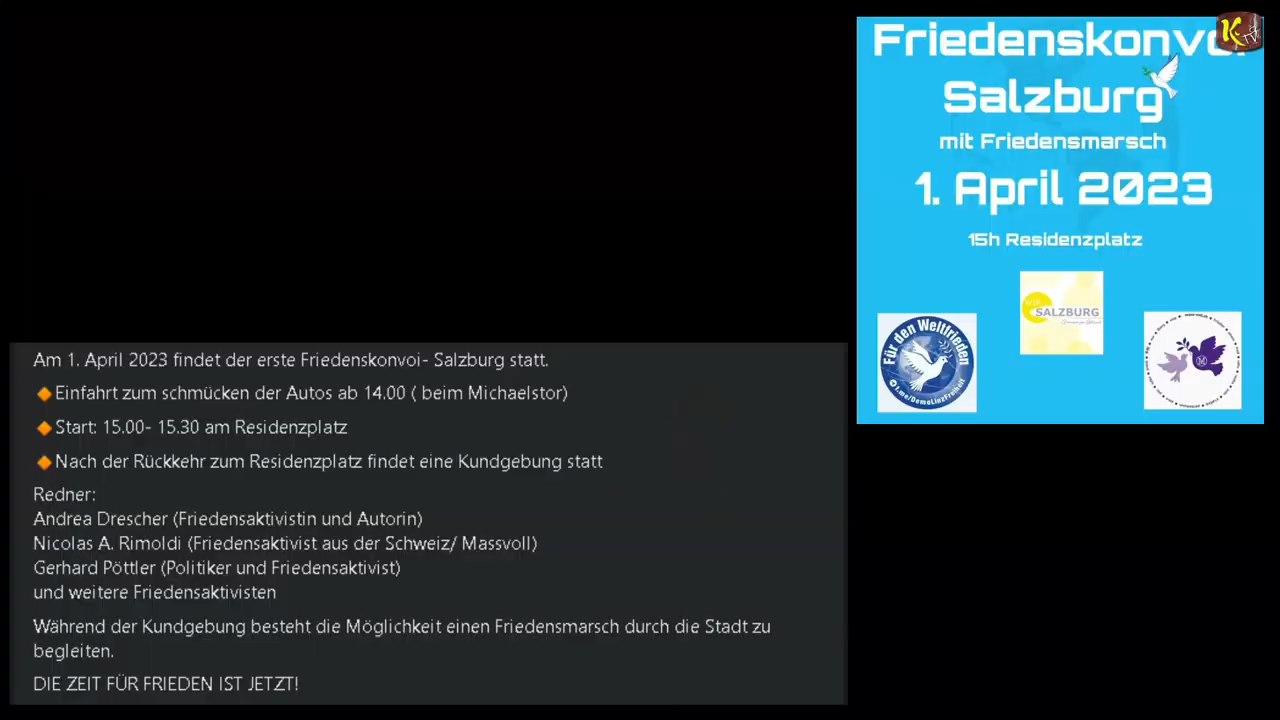 K TV
Friedenskonvoi
Salzburg
mit Friedensmarsch
1. April 2023
15h Residenzplatz
SALZBURG
Für den Weltfrieden
t.me/DemoLinzFreiheit
Am 1. April 2023 findet der erste Friedenskonvoi- Salzburg statt.
Einfahrt zum schmücken der Autos ab 14.00 ( beim Michaelstor)
Start: 15.00- 15.30 am Residenzplatz
Nach der Rückkehr zum Residenzplatz findet eine Kundgebung statt
Redner:
Andrea Drescher (Friedensaktivistin und Autorin)
Nicolas A. Rimoldi (Friedensaktivist aus der Schweiz/ Massvoll)
Gerhard Pöttler (Politiker und Friedensaktivist)
und weitere Friedensaktivisten
Während der Kundgebung besteht die Möglichkeit einen Friedensmarsch durch die Stadt zu
begleiten.
DIE ZEIT FÜR FRIEDEN IST JETZT!